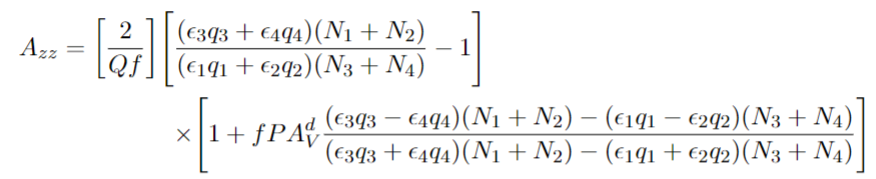 A_{zz} = \left[\frac{2}{Qf}\right]\left[\frac{(\epsilon_3 q_3 + \epsilon_4 q_4)(N_1 + N_2)}{(\epsilon_1 q_1 + \epsilon_2 q_2)(N_3 + N_4)} - 1\right]
\times\left[1 + fPA_V^d\frac{(\epsilon_3 q_3 - \epsilon_4 q_4)(N_1 + N_2) - (\epsilon_1 q_1 - \epsilon_2 q_2)(N_3 + N_4)}{(\epsilon_3 q_3 + \epsilon_4 q_4)(N_1 + N_2) - (\epsilon_1 q_1 + \epsilon_2 q_2)(N_3 + N_4)}\right]